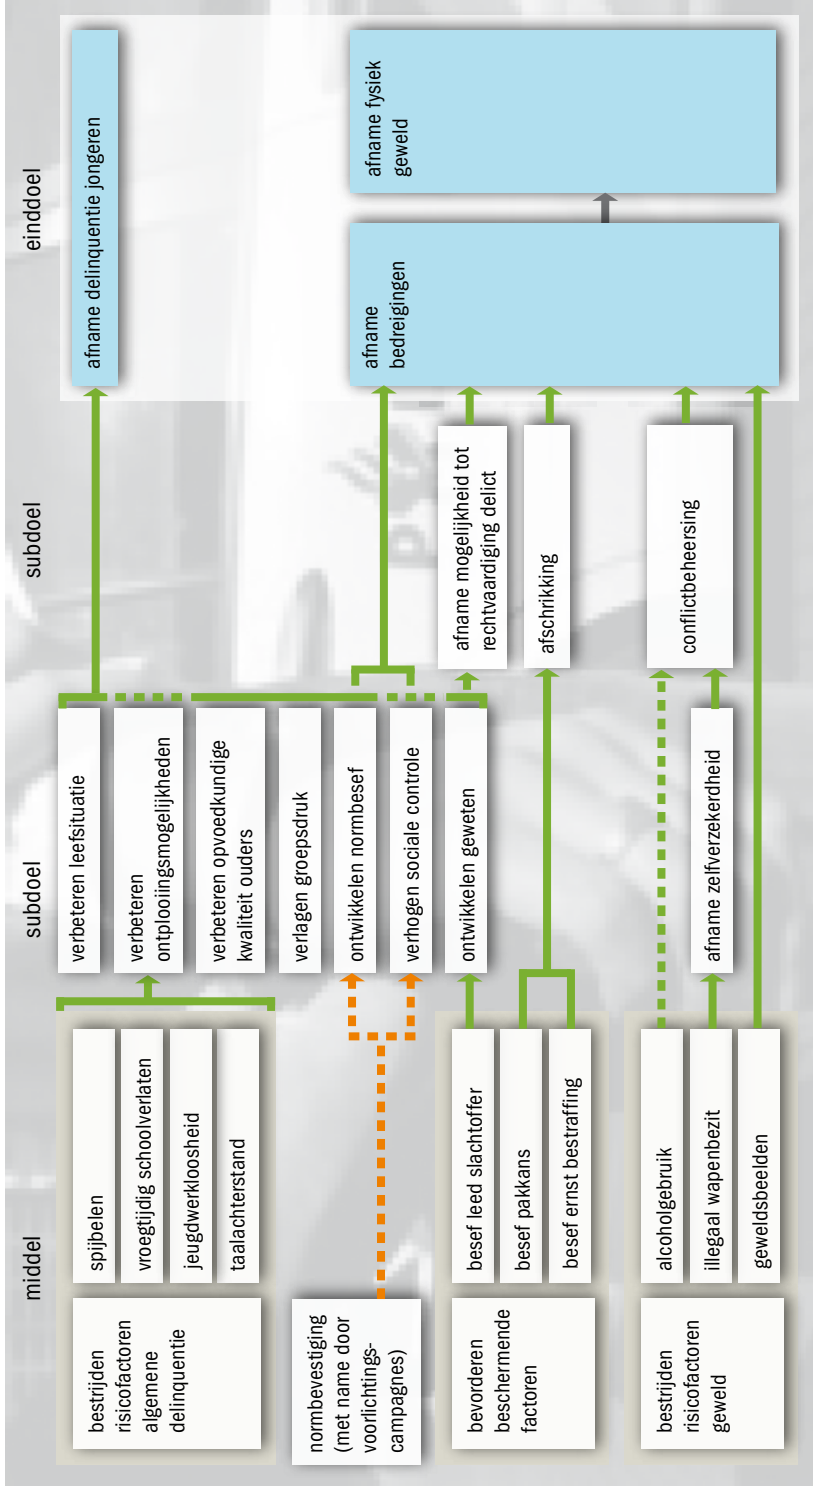 middel
subdoel
subdoel
einddoel
bestrijden
risicofactoren
algemene
delinquentie
spijbelen
vroegtijdig schoolverlaten
jeugdwerkloosheid
taalachterstand
normbevestiging
(met name door
voorlichtings-
campagnes)
bevorderen
beschermende
factoren
besef leed slachtoffer
besef pakkans
besef ernst bestraffing
bestrijden
risicofactoren
geweld
alcoholgebruik
illegaal wapenbezit
geweldsbeelden
verbeteren leefsituatie
verbeteren
ontplooiingsmogelijkheden
verbeteren opvoedkundige
kwaliteit ouders
verlagen groepsdruk
ontwikkelen normbesef
verhogen sociale controle
ontwikkelen geweten
afname zelfverzekerdheid
afname mogelijkheid tot
rechtvaardiging delict
afschrikking
conflictbeheersing
afname delinquentie jongeren
afname
bedreigingen
afname fysiek
geweld